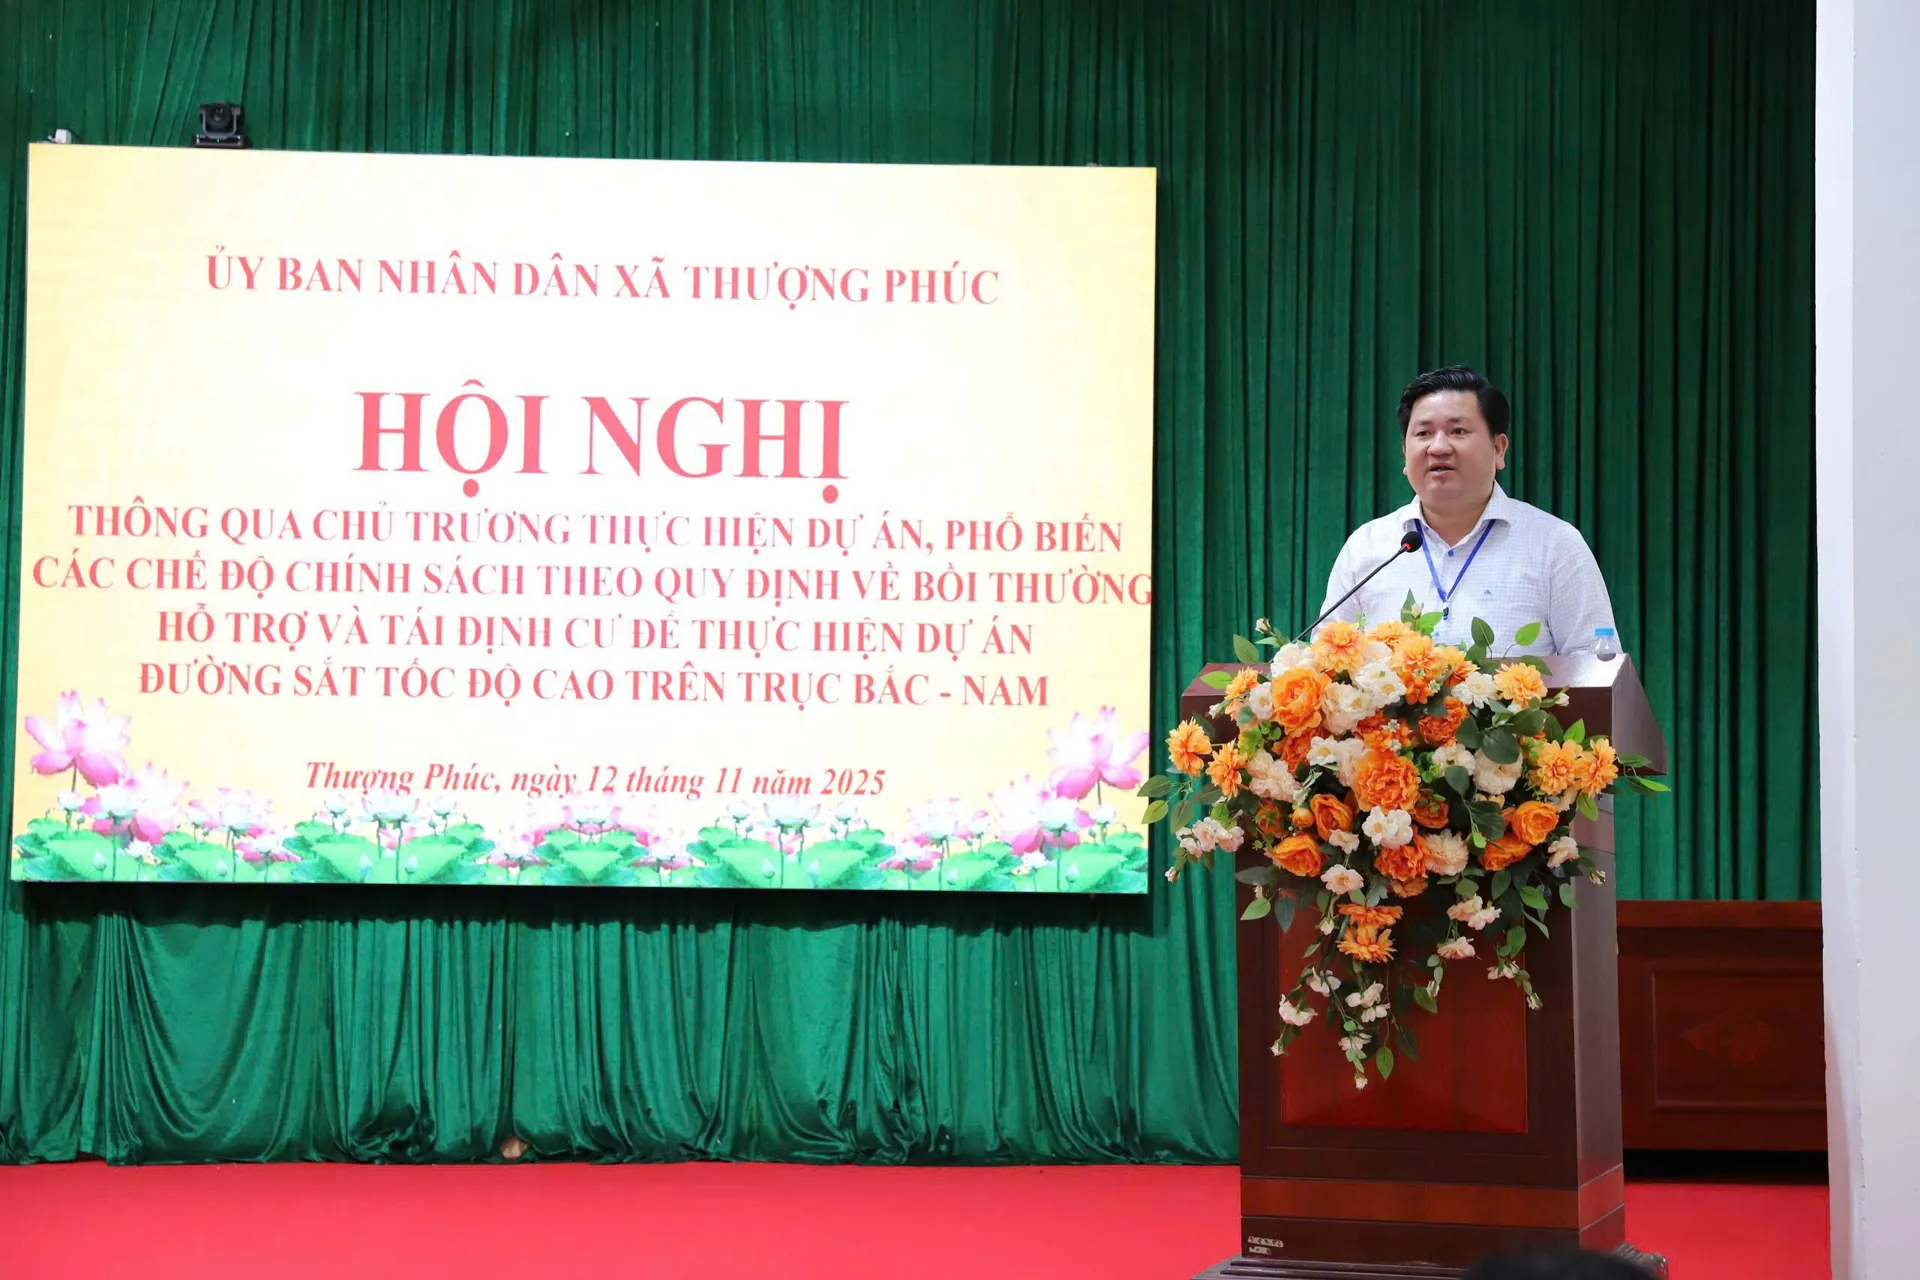 ỦY BAN NHÂN DÂN XÃ THƯỢNG PHÚC
HỘI NGHỊ
THÔNG QUA CHỦ TRƯƠNG THỰC HIỆN DỰ ÁN, PHỔ BIẾN
CÁC CHẾ ĐỘ CHÍNH SÁCH THEO QUY ĐỊNH VỀ BỒI THƯỜNG
HỖ TRỢ VÀ TÁI ĐỊNH CƯ ĐỂ THỰC HIỆN DỰ ÁN
ĐƯỜNG SẮT TỐC ĐỘ CAO TRÊN TRỤC BẮC - NAM
Thượng Phúc, ngày 12 tháng 11 năm 2025